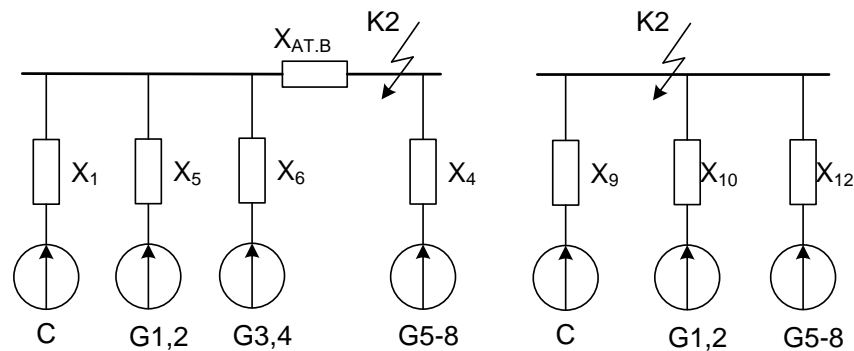 X_AT.B K2 K2
X₁ X₅ X₆ X₄ X₉ X₁₀ X₁₂
C G1,2 G3,4 G5-8 C G1,2 G5-8